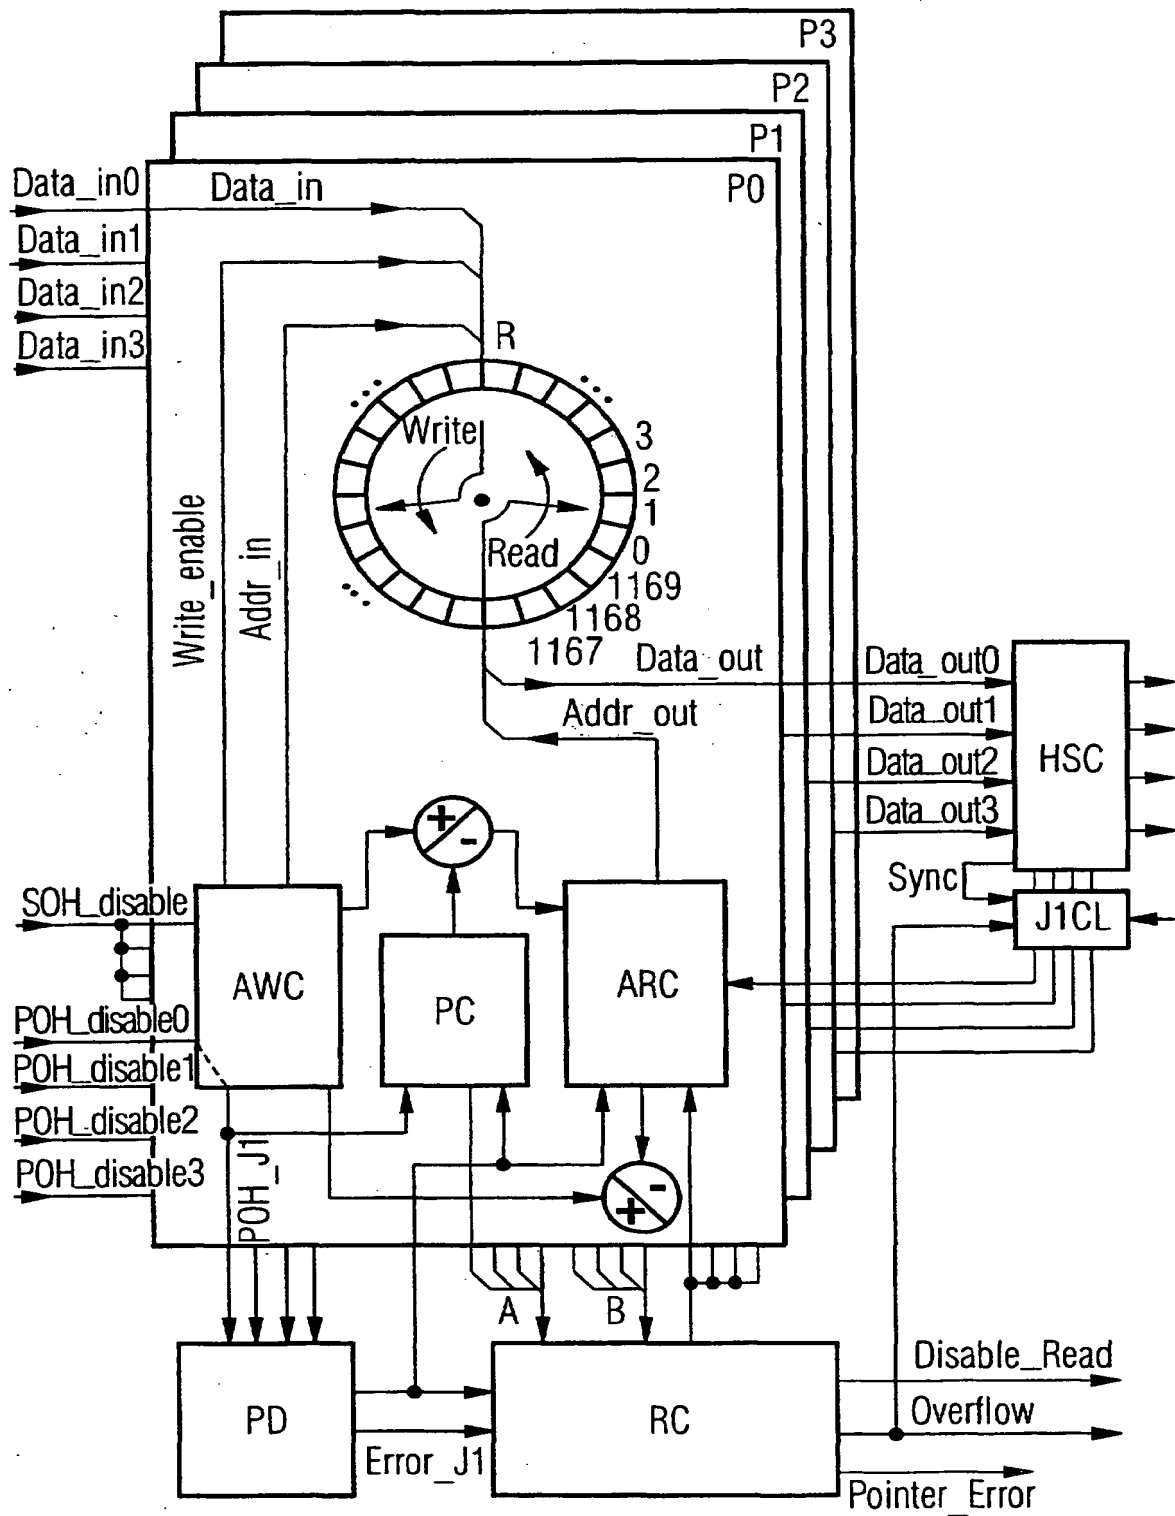 P3
P2
P1
P0
Data_in0
Data_in
Data_in1
Data_in2
Data_in3
R
Write
3
2
1
0
1169
1168
1167
Read
Write_enable
Addr_in
Data_out
Data_out0
Addr_out
Data_out1
Data_out2
Data_out3
HSC
Sync
J1CL
+
-
SOH_disable
AWC
PC
ARC
POH_disable0
POH_disable1
POH_disable2
POH_disable3
POH_J1
-
+
A
B
PD
Error_J1
RC
Disable_Read
Overflow
Pointer_Error